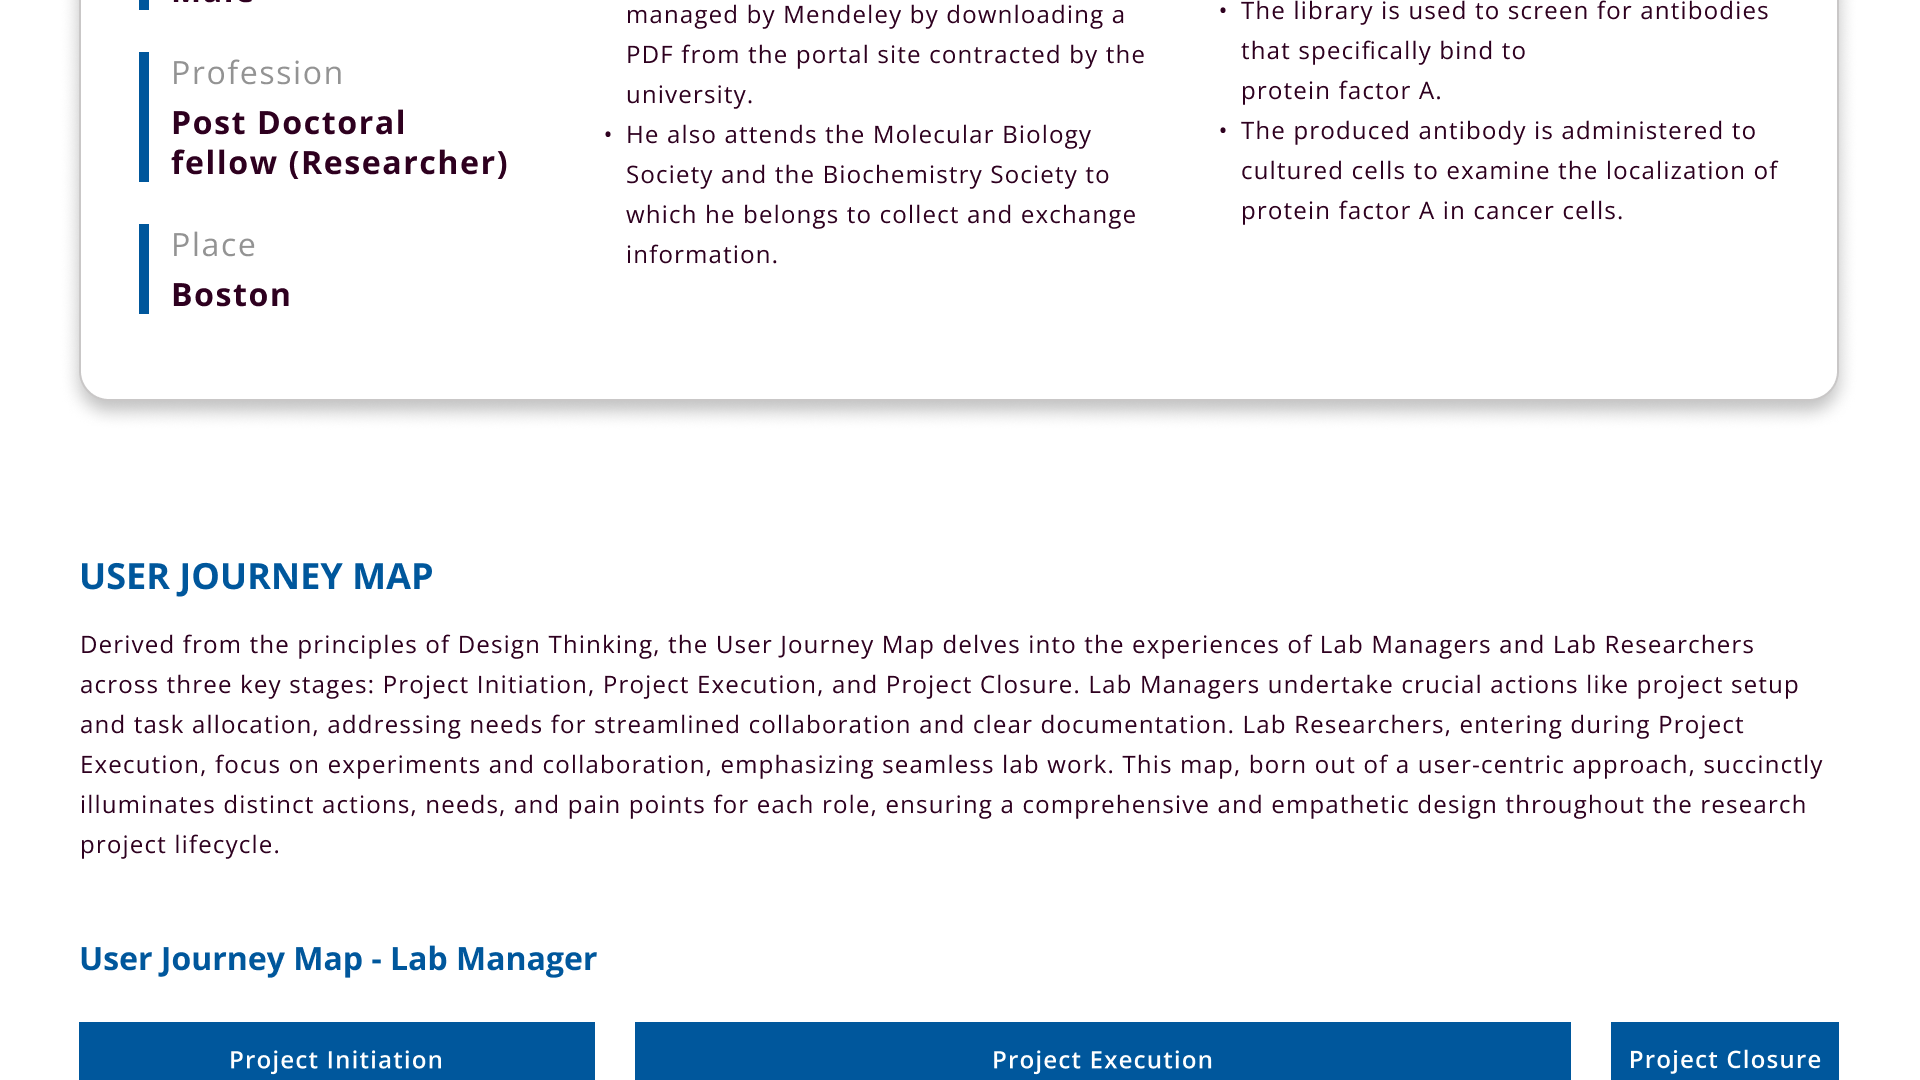 Profession
Post Doctoral
fellow (Researcher)
Place
Boston
managed by Mendeley by downloading a
PDF from the portal site contracted by the
university.
• He also attends the Molecular Biology
Society and the Biochemistry Society to
which he belongs to collect and exchange
information.
• The library is used to screen for antibodies
that specifically bind to
protein factor A.
• The produced antibody is administered to
cultured cells to examine the localization of
protein factor A in cancer cells.
USER JOURNEY MAP
Derived from the principles of Design Thinking, the User Journey Map delves into the experiences of Lab Managers and Lab Researchers
across three key stages: Project Initiation, Project Execution, and Project Closure. Lab Managers undertake crucial actions like project setup
and task allocation, addressing needs for streamlined collaboration and clear documentation. Lab Researchers, entering during Project
Execution, focus on experiments and collaboration, emphasizing seamless lab work. This map, born out of a user-centric approach, succinctly
illuminates distinct actions, needs, and pain points for each role, ensuring a comprehensive and empathetic design throughout the research
project lifecycle.
User Journey Map - Lab Manager
Project Initiation
Project Execution
Project Closure